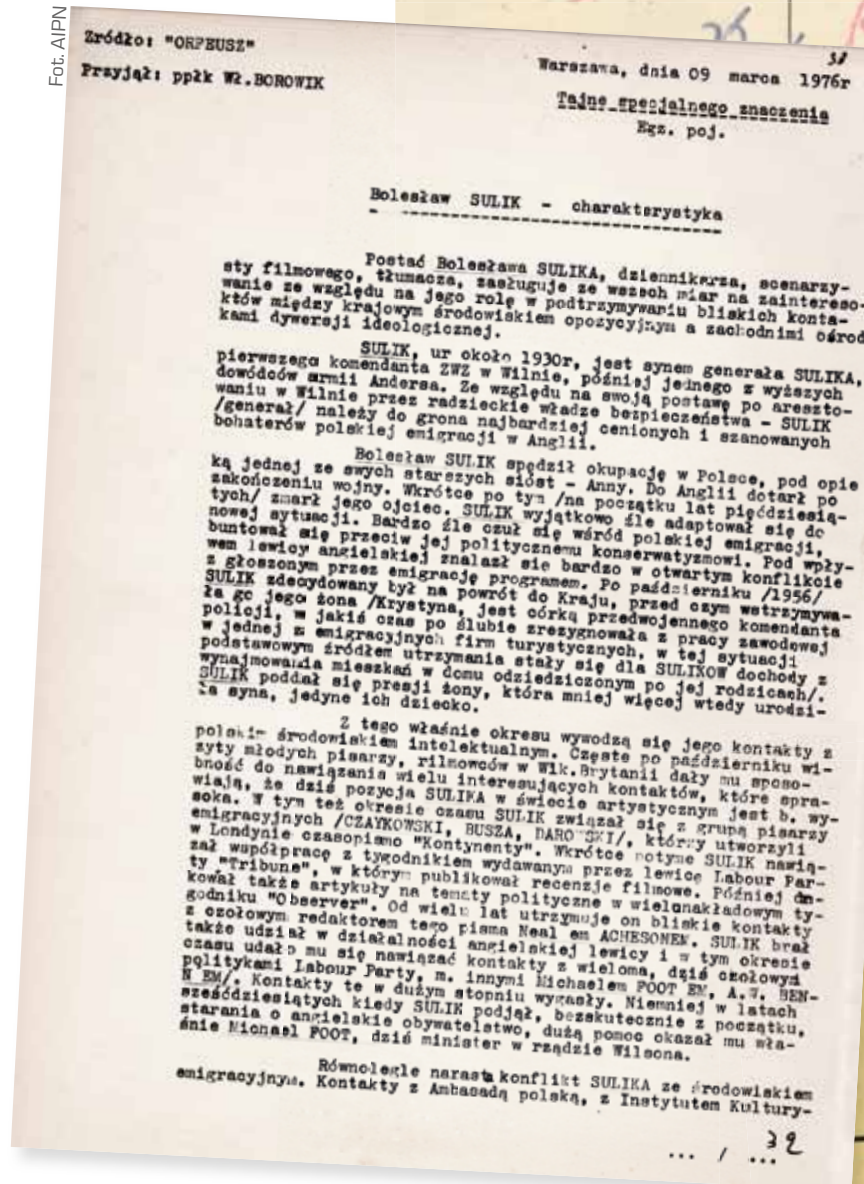 Fot. AIPN
38
Zródło: "ORFEUSZ"
Przyjął: ppłk Wł.BOROWIK
Warszawa, dnia 09 marca 1976r
Tajne specjalnego znaczenia
Egz. poj.
Bolesław SULIK - charakterystyka
Postać Bolesława SULIKA, dziennikarza, scenarzy-
sty filmowego, tłumacza, zasługuje ze wszech miar na zaintereso-
wanie ze względu na jego rolę w podtrzymywaniu bliskich konta-
któw między krajowym środowiskiem opozycyjnym a zachodnimi ośrod
kami dywersji ideologicznej.
SULIK, ur około 1930r, jest synem generała SULIKA,
pierwszego komendanta ZWZ w Wilnie, później jednego z wyższych
dowódców armii Andersa. Ze względu na swoją postawę po areszto-
waniu w Wilnie przez radzieckie władze bezpieczeństwa - SULIK
/generał/ należy do grona najbardziej cenionych i szanowanych
bohaterów polskiej emigracji w Anglii.
Bolesław SULIK spędził okupację w Polsce, pod opie
ką jednej ze swych starszych sióst - Anny. Do Anglii dotarł po
zakończeniu wojny. Wkrótce po tym /na początku lat pięćdziesią-
tych/ zmarł jego ojciec. SULIK wyjątkowo źle adaptował się do
nowej sytuacji. Bardzo źle czuł się wśród polskiej emigracji,
buntował się przeciw jej politycznemu konserwatyzmowi. Pod wpły-
wem lewicy angielskiej znalazł się bardzo w otwartym konflikcie
z głoszonym przez emigrację programem. Po październiku /1956/
SULIK zdecydowany był na powrót do Kraju, przed czym wstrzymywa-
ła go jego żona /Krystyna, jest córką przedwojennego komendanta
policji, w jakiś czas po ślubie zrezygnowała z pracy zawodowej
w jednej z emigracyjnych firm turystycznych, w tej sytuacji
podstawowym źródłem utrzymania stały się dla SULIKÓW dochody z
wynajmowania mieszkań w domu odziedziczonym po jej rodzicach/.
SULIK poddał się presji żony, która mniej więcej wtedy urodzi-
ła syna, jedyne ich dziecko.
Z tego właśnie okresu wywodzą się jego kontakty z
polskim środowiskiem intelektualnym. Częste po październiku wi-
zyty młodych pisarzy, filmowców w Wlk.Brytanii dały mu sposo-
bność do nawiązania wielu interesujących kontaktów, które spra-
wiają, że dziś pozycja SULIKA w świecie artystycznym jest b. wy-
soka. W tym też okresie czasu SULIK związał się z grupą pisarzy
emigracyjnych /CZAYKOWSKI, BUSZA, DAROWSKI/, którzy utworzyli
w Londynie czasopismo "Kontynenty". Wkrótce potyme SULIK nawią-
zał współpracę z tygodnikiem wydawanym przez lewicę Labour Par-
ty "Tribune", w którym publikował recenzje filmowe. Później
kował także artykuły na tematy polityczne w wielonakładowym ty-
godniku "Observer". Od wielu lat utrzymuje on bliskie kontakty
z czołowym redaktorem tego pisma Neal em ACHESONEM. SULIK brał
także udział w działalności angielskiej lewicy i w tym okresie
czasu udało mu się nawiązać kontakty z wieloma, dziś czołowymi
politykami Labour Party, m. innymi Michaelem FOOT EM, A.W. BEN-
N EM/. Kontakty te w dużym stopniu wygasły. Niemniej w latach
sześćdziesiątych kiedy SULIK podjął, bezskutecznie z początku,
starania o angielskie obywatelstwo, dużą pomoc okazał mu wła-
śnie Michael FOOT, dziś minister w rządzie Wilsona.
Równolegle narasta konflikt SULIKA ze środowiskiem
emigracyjnym. Kontakty z Ambasadą polską, z Instytutem Kultury-
... / ...
32